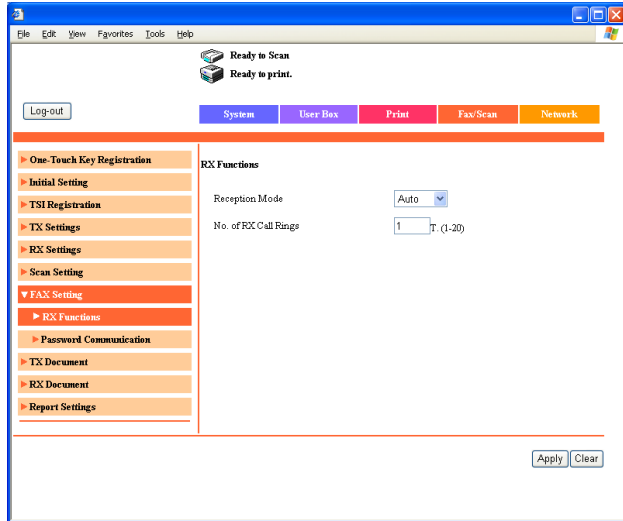 File Edit View Favorites Tools Help
Ready to Scan
Ready to print.
Log-out
System User Box Print Fax/Scan Network
One-Touch Key Registration
Initial Setting
TSI Registration
TX Settings
RX Settings
Scan Setting
FAX Setting
RX Functions
Password Communication
TX Document
RX Document
Report Settings
RX Functions
Reception Mode Auto
No. of RX Call Rings 1 T. (1-20)
Apply Clear